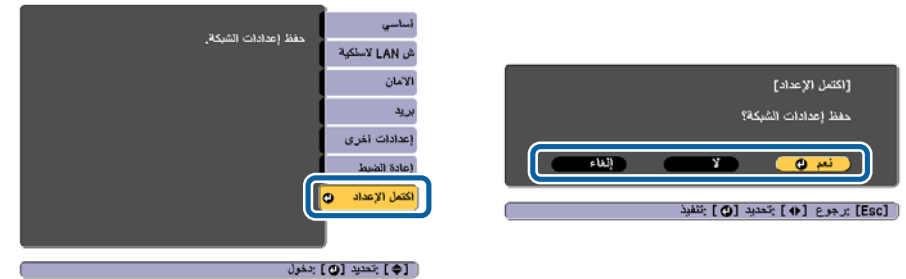 أساسي
ش LAN لاسلكية
الأمان
بريد
إعدادات أخرى
إعادة الضبط
اكتمل الإعداد
حفظ إعدادات الشبكة.
[◆] :تحديد [↵] :دخول
[اكتمل الإعداد]
حفظ إعدادات الشبكة؟
نعم ↵ لا إلغاء
[Esc] :رجوع [◀▶] :تحديد [↵] :تنفيذ